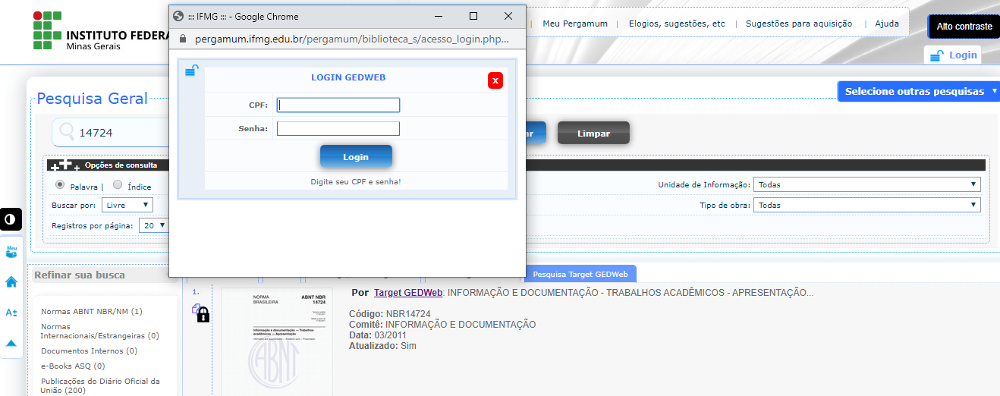 ::: IFMG ::: - Google Chrome
pergamum.ifmg.edu.br/pergamum/biblioteca_s/acesso_login.php...
INSTITUTO FEDERA
Minas Gerais
Meu Pergamum | Elogios, sugestões, etc | Sugestões para aquisição | Ajuda
Alto contraste
Login
LOGIN GEDWEB
x
CPF:
Senha:
Login
Digite seu CPF e senha!
Pesquisa Geral
Selecione outras pesquisas
14724
ar
Limpar
Opções de consulta
Palavra | Índice
Unidade de Informação: Todas
Buscar por: Livre
Tipo de obra: Todas
Registros por página: 20
Meu
A±
Refinar sua busca
Pesquisa Target GEDWeb
Normas ABNT NBR/NM (1)
Normas
Internacionais/Estrangeiras (0)
Documentos Internos (0)
e-Books ASQ (0)
Publicações do Diário Oficial da
União (200)
1.
NORMA
BRASILEIRA
ABNT NBR
14724
Informação e documentação — Trabalhos
acadêmicos — Apresentação
ABNT
Por Target GEDWeb: INFORMAÇÃO E DOCUMENTAÇÃO - TRABALHOS ACADÊMICOS - APRESENTAÇÃO...
Código: NBR14724
Comitê: INFORMAÇÃO E DOCUMENTAÇÃO
Data: 03/2011
Atualizado: Sim